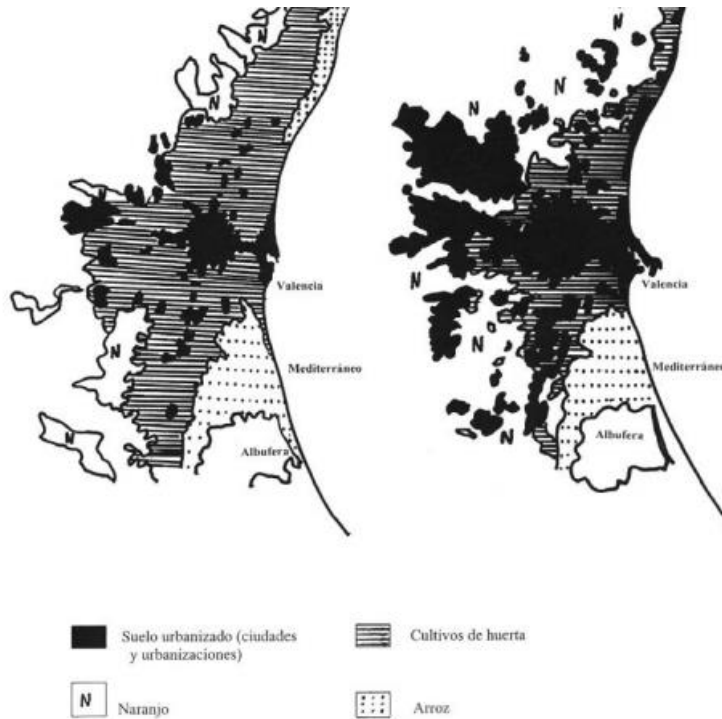 N
N
N
N
N
N
N
N
N
N
N
Valencia
Valencia
Mediterráneo
Mediterráneo
Albufera
Albufera
Suelo urbanizado (ciudades
y urbanizaciones)
Cultivos de huerta
N
Naranjo
Arroz